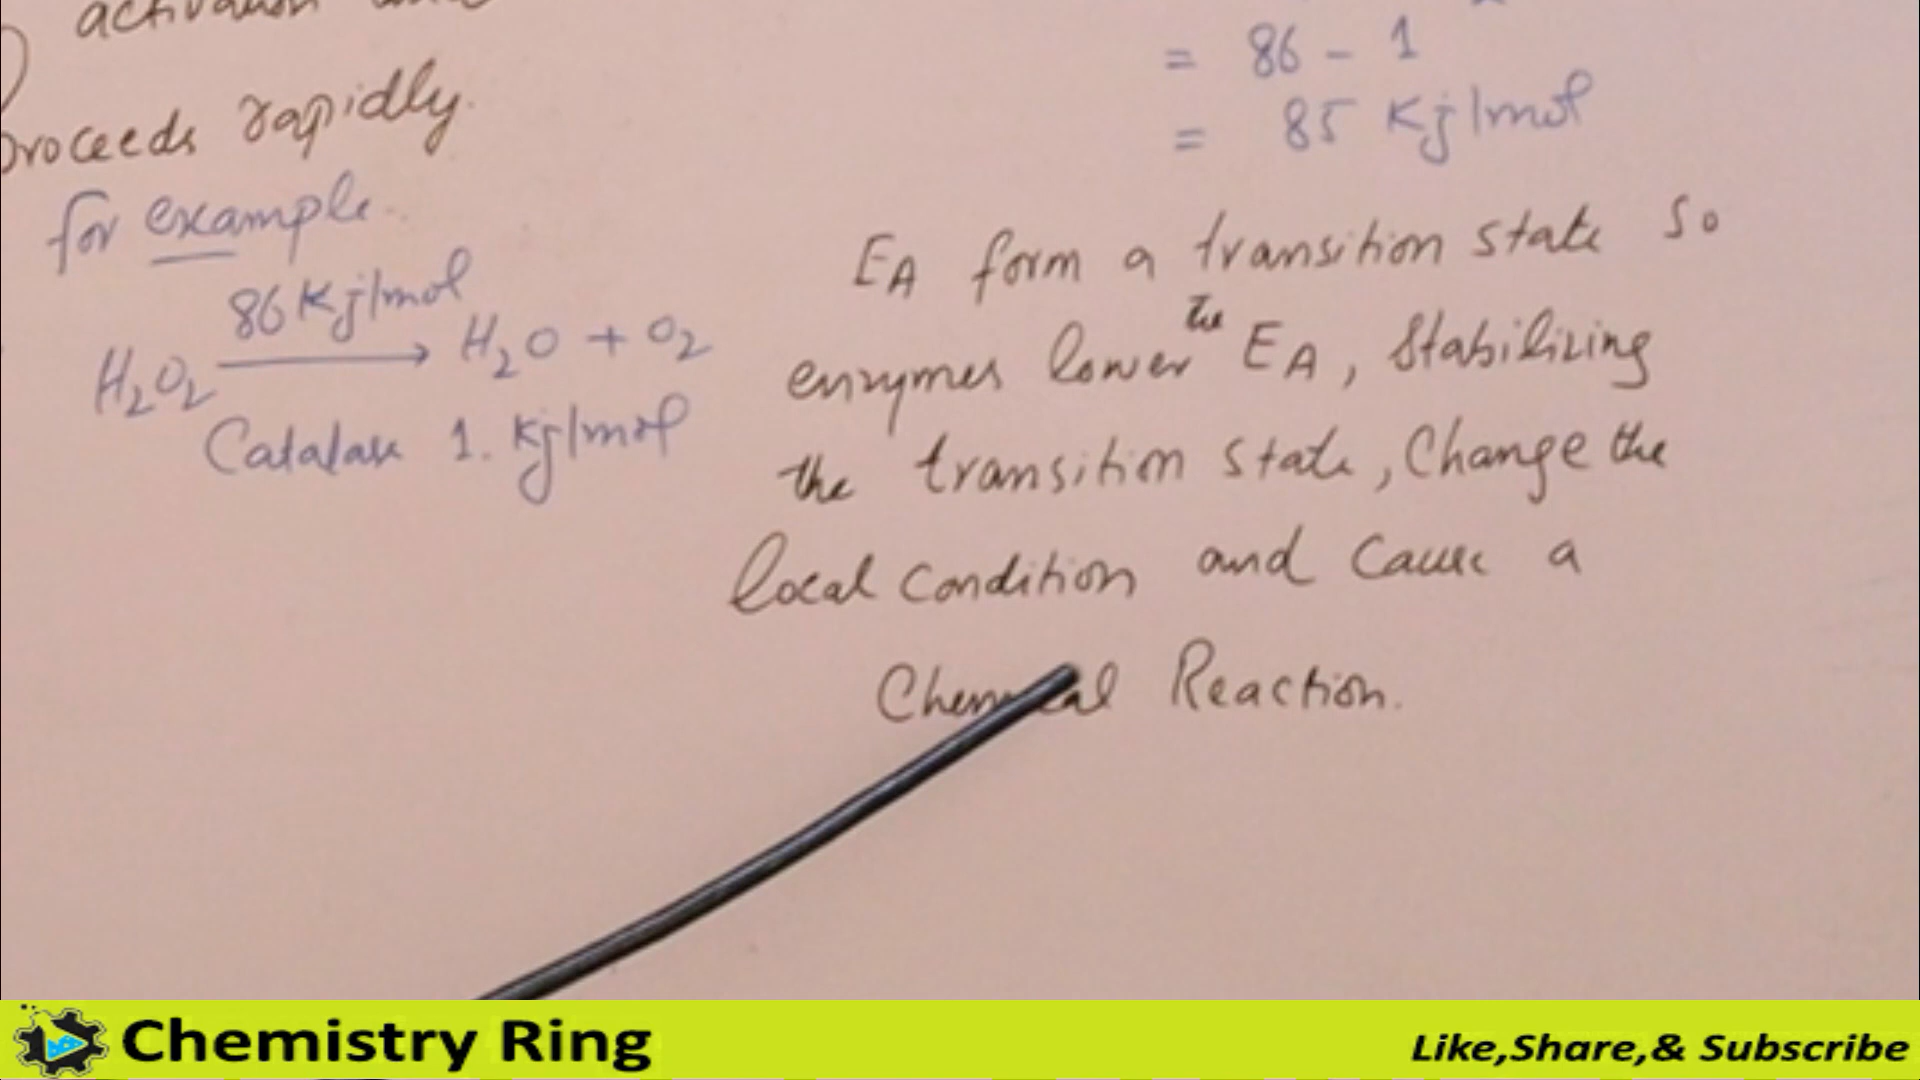 activation
proceeds rapidly.
for example.
86 Kj/mol
H₂O₂ → H₂O + O₂
Catalase 1. Kj/mol
= 86 - 1
= 85 Kj/mol
EA form a transition state so
enzymes lower the EA, Stabilizing
the transition state, Change the
local condition and Cause a
Chemical Reaction.
Chemistry Ring
Like,Share,& Subscribe